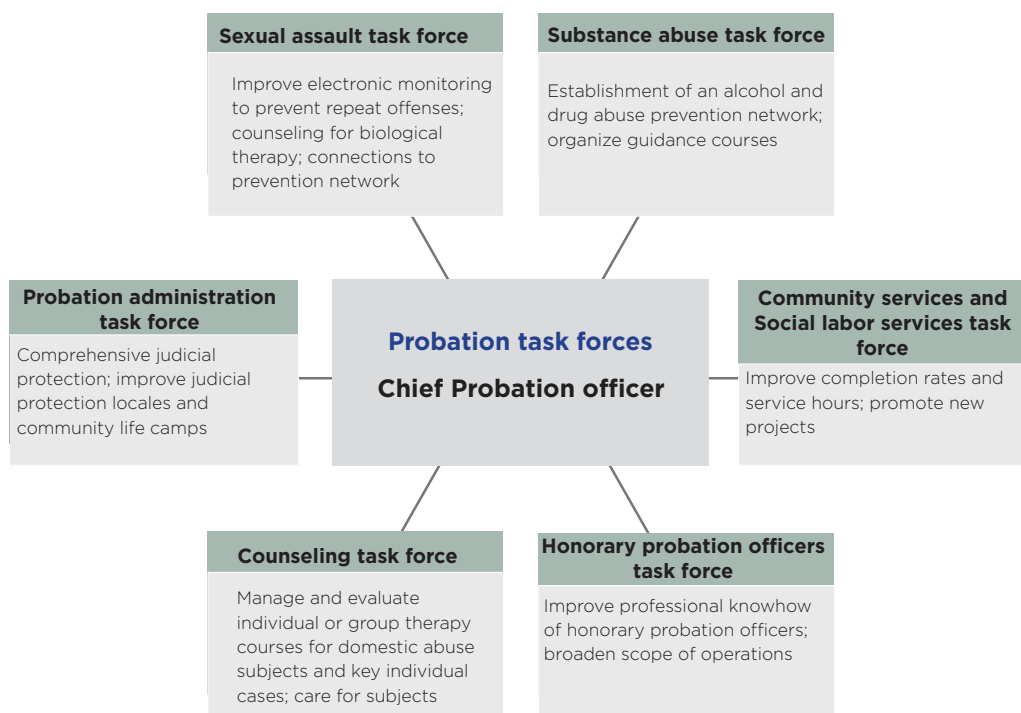 Sexual assault task force
Improve electronic monitoring
to prevent repeat offenses;
counseling for biological
therapy; connections to
prevention network
Substance abuse task force
Establishment of an alcohol and
drug abuse prevention network;
organize guidance courses
Probation administration
task force
Comprehensive judicial
protection; improve judicial
protection locales and
community life camps
Probation task forces
Chief Probation officer
Community services and
Social labor services task
force
Improve completion rates and
service hours; promote new
projects
Counseling task force
Manage and evaluate
individual or group therapy
courses for domestic abuse
subjects and key individual
cases; care for subjects
Honorary probation officers
task force
Improve professional knowhow
of honorary probation officers;
broaden scope of operations